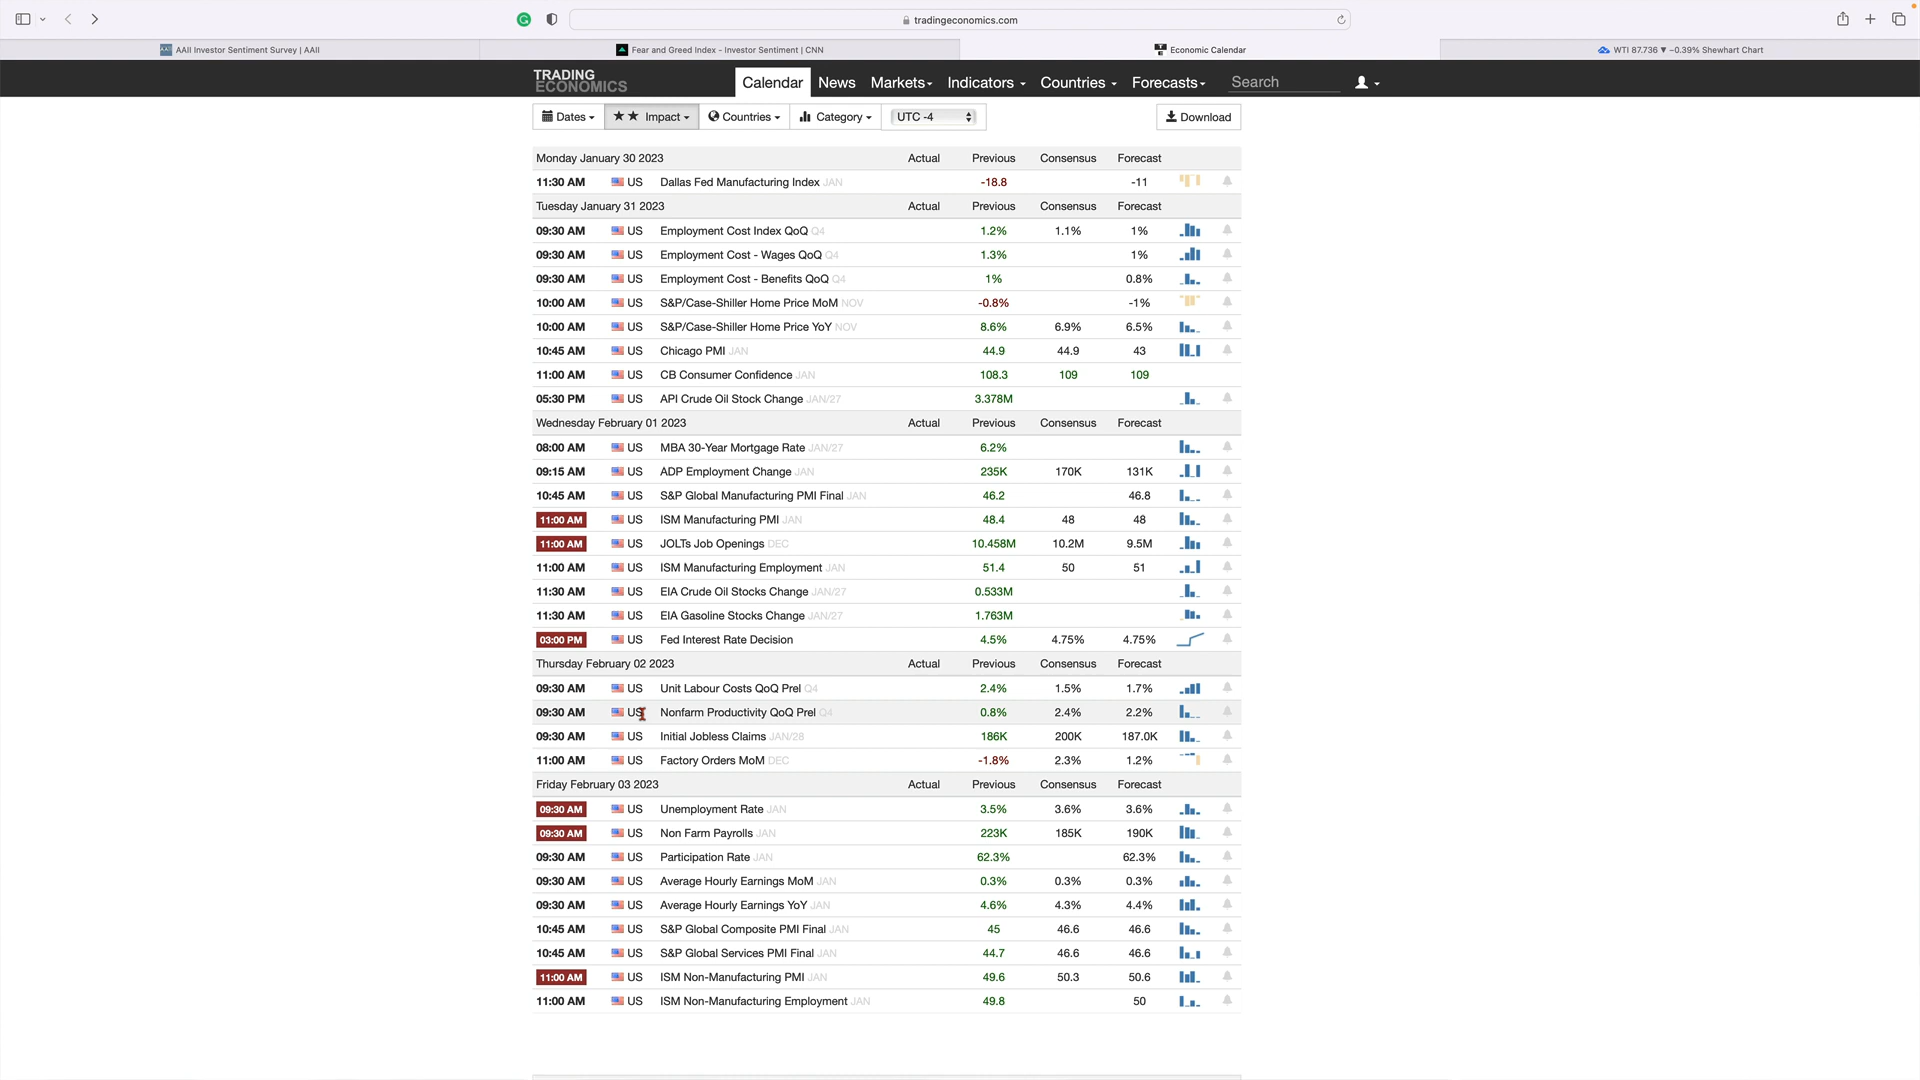 tradingeconomics.com
AAII Investor Sentiment Survey | AAII
Fear and Greed Index - Investor Sentiment | CNN
Economic Calendar
WTI 87.736 ▼ −0.39% Shewhart Chart
TRADING ECONOMICS
Calendar News Markets Indicators Countries Forecasts Search
Dates Impact Countries Category UTC -4 Download
Monday January 30 2023 Actual Previous Consensus Forecast
11:30 AM US Dallas Fed Manufacturing Index JAN -18.8 -11
Tuesday January 31 2023 Actual Previous Consensus Forecast
09:30 AM US Employment Cost Index QoQ Q4 1.2% 1.1% 1%
09:30 AM US Employment Cost - Wages QoQ Q4 1.3% 1%
09:30 AM US Employment Cost - Benefits QoQ Q4 1% 0.8%
10:00 AM US S&P/Case-Shiller Home Price MoM NOV -0.8% -1%
10:00 AM US S&P/Case-Shiller Home Price YoY NOV 8.6% 6.9% 6.5%
10:45 AM US Chicago PMI JAN 44.9 44.9 43
11:00 AM US CB Consumer Confidence JAN 108.3 109 109
05:30 PM US API Crude Oil Stock Change JAN/27 3.378M
Wednesday February 01 2023 Actual Previous Consensus Forecast
08:00 AM US MBA 30-Year Mortgage Rate JAN/27 6.2%
09:15 AM US ADP Employment Change JAN 235K 170K 131K
10:45 AM US S&P Global Manufacturing PMI Final JAN 46.2 46.8
11:00 AM US ISM Manufacturing PMI JAN 48.4 48 48
11:00 AM US JOLTs Job Openings DEC 10.458M 10.2M 9.5M
11:00 AM US ISM Manufacturing Employment JAN 51.4 50 51
11:30 AM US EIA Crude Oil Stocks Change JAN/27 0.533M
11:30 AM US EIA Gasoline Stocks Change JAN/27 1.763M
03:00 PM US Fed Interest Rate Decision 4.5% 4.75% 4.75%
Thursday February 02 2023 Actual Previous Consensus Forecast
09:30 AM US Unit Labour Costs QoQ Prel Q4 2.4% 1.5% 1.7%
09:30 AM US Nonfarm Productivity QoQ Prel Q4 0.8% 2.4% 2.2%
09:30 AM US Initial Jobless Claims JAN/28 186K 200K 187.0K
11:00 AM US Factory Orders MoM DEC -1.8% 2.3% 1.2%
Friday February 03 2023 Actual Previous Consensus Forecast
09:30 AM US Unemployment Rate JAN 3.5% 3.6% 3.6%
09:30 AM US Non Farm Payrolls JAN 223K 185K 190K
09:30 AM US Participation Rate JAN 62.3% 62.3%
09:30 AM US Average Hourly Earnings MoM JAN 0.3% 0.3% 0.3%
09:30 AM US Average Hourly Earnings YoY JAN 4.6% 4.3% 4.4%
10:45 AM US S&P Global Composite PMI Final JAN 45 46.6 46.6
10:45 AM US S&P Global Services PMI Final JAN 44.7 46.6 46.6
11:00 AM US ISM Non-Manufacturing PMI JAN 49.6 50.3 50.6
11:00 AM US ISM Non-Manufacturing Employment JAN 49.8 50